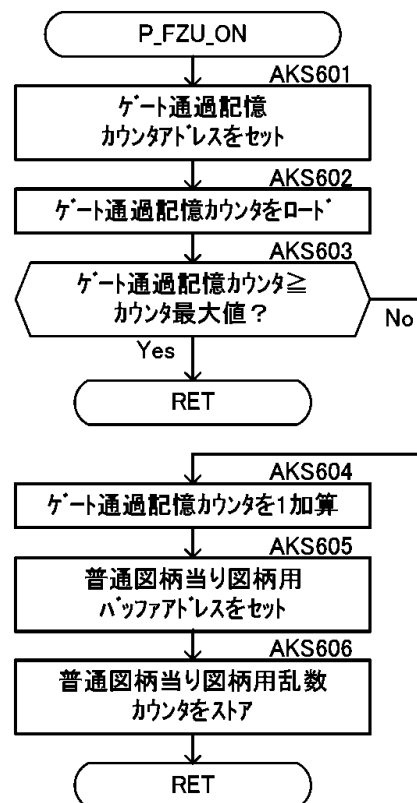 P_FZU_ON
AKS601
ゲート通過記憶
カウンタアドレスをセット
AKS602
ゲート通過記憶カウンタをロード
AKS603
ゲート通過記憶カウンタ≧
カウンタ最大値？
No
Yes
RET
AKS604
ゲート通過記憶カウンタを1加算
AKS605
普通図柄当り図柄用
バッファアドレスをセット
AKS606
普通図柄当り図柄用乱数
カウンタをストア
RET